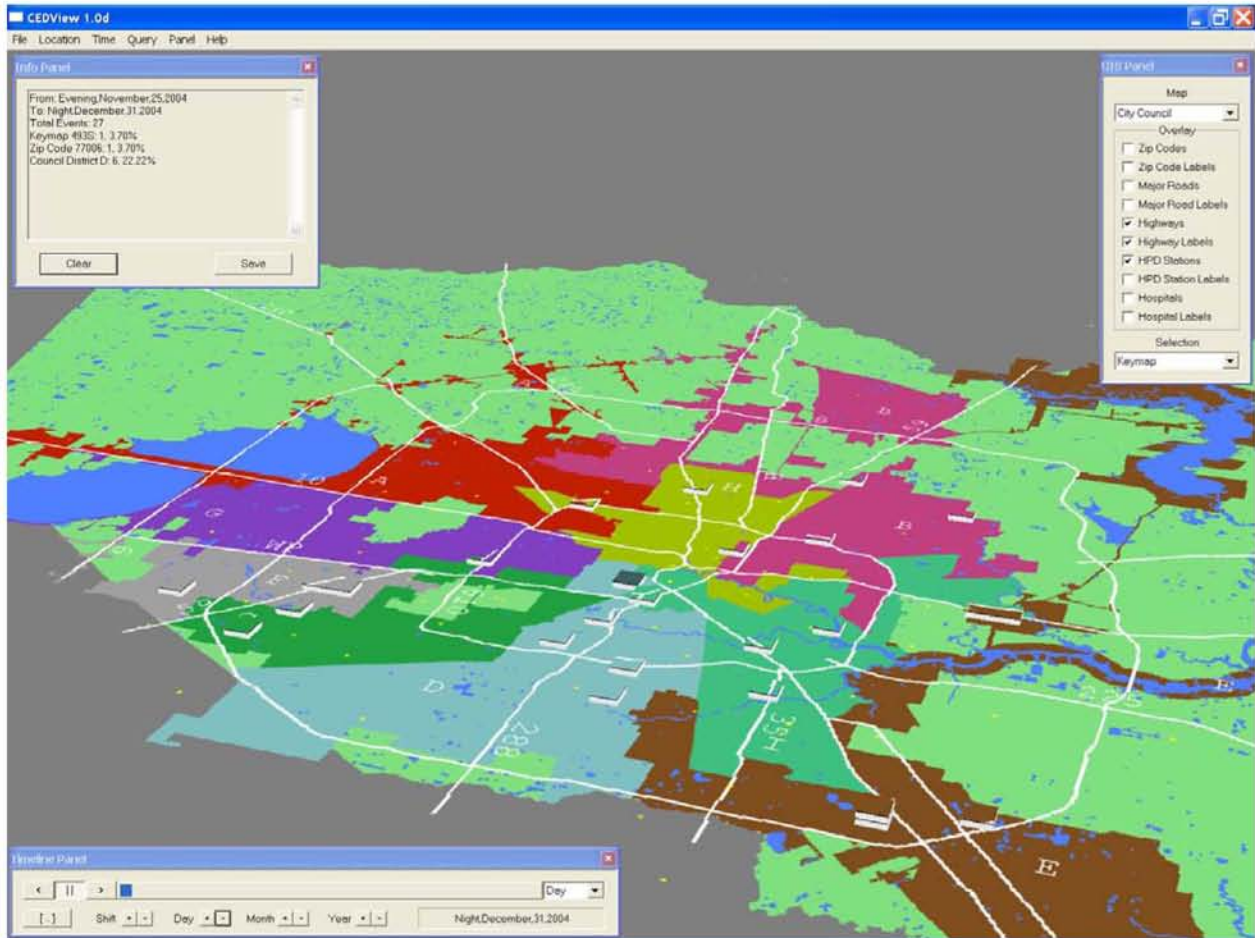 CEDView 1.0d
File Location Time Query Panel Help
Info Panel
From: Evening,November,25,2004
To: Night,December,31,2004
Total Events: 27
Keymap 493S: 1, 3.70%
Zip Code 77006: 1, 3.70%
Council District D: 6, 22.22%
Clear Save
GIS Panel
Map
City Council
Overlay
Zip Codes
Zip Code Labels
Major Roads
Major Road Labels
Highways
Highway Labels
HPD Stations
HPD Station Labels
Hospitals
Hospital Labels
Selection
Keymap
A
B
10
A
H
B
G
F
C
D
288
35H
E
E
Timeline Panel
< || > Day
[..] Shift + - Day + - Month + - Year + - Night,December,31,2004